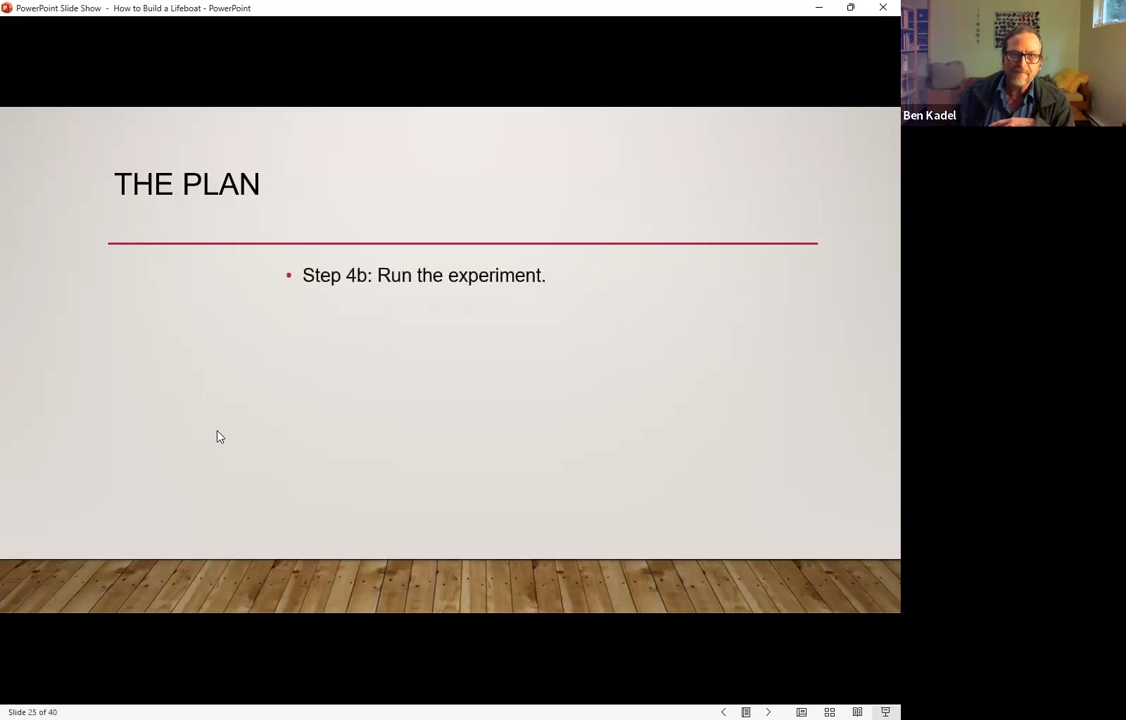 PowerPoint Slide Show - How to Build a Lifeboat - PowerPoint
Ben Kadel
THE PLAN
• Step 4b: Run the experiment.
Slide 25 of 40